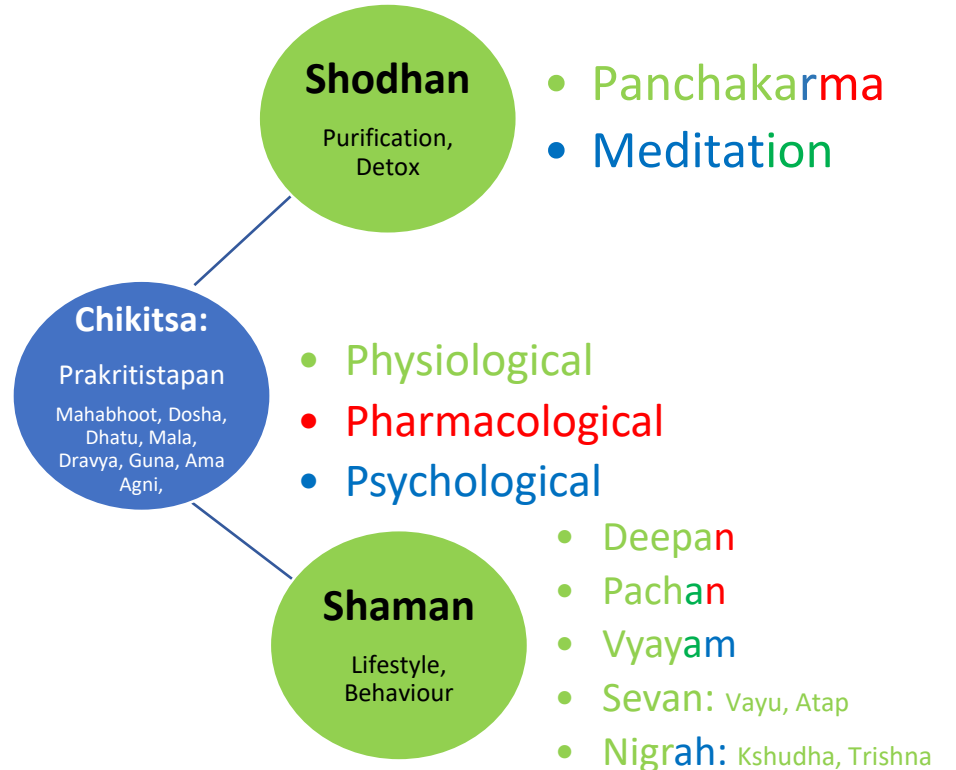 Shodhan
Purification,
Detox
• Panchakarma
• Meditation
Chikitsa:
Prakritistapan
Mahabhoot, Dosha,
Dhatu, Mala,
Dravya, Guna, Ama
Agni,
• Physiological
• Pharmacological
• Psychological
Shaman
Lifestyle,
Behaviour
• Deepan
• Pachan
• Vyayam
• Sevan: Vayu, Atap
• Nigrah: Kshudha, Trishna